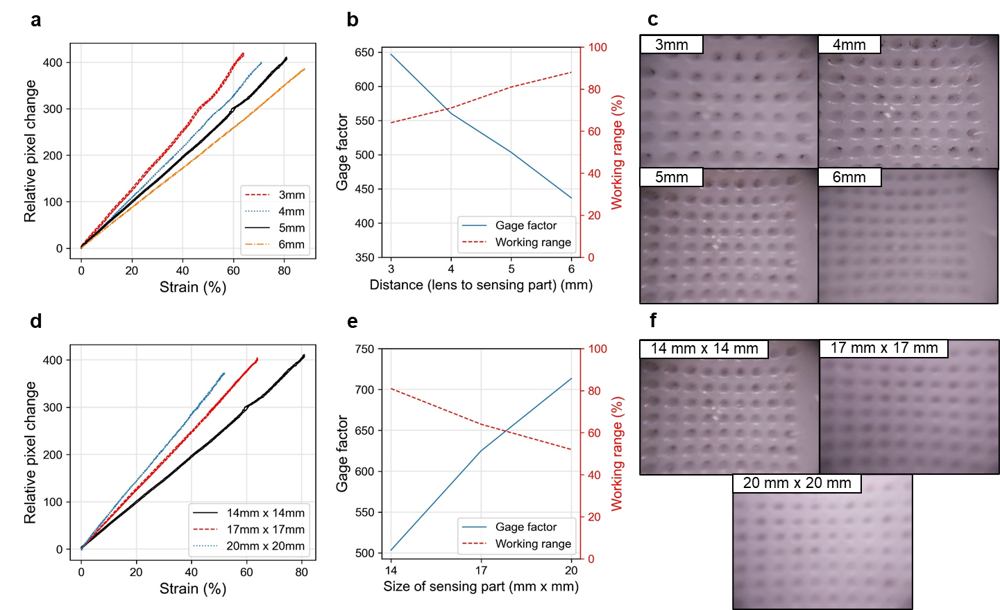 a
400
300
200
100
0
Relative pixel change
3mm
4mm
5mm
6mm
0 20 40 60 80
Strain (%)
b
650
600
550
500
450
400
350
Gage factor
100
80
60
40
20
0
Working range (%)
Gage factor
Working range
3 4 5 6
Distance (lens to sensing part) (mm)
c
3mm
4mm
5mm
6mm
d
400
300
200
100
0
Relative pixel change
14mm x 14mm
17mm x 17mm
20mm x 20mm
0 20 40 60 80
Strain (%)
e
750
700
650
600
550
500
Gage factor
100
80
60
40
20
0
Working range (%)
Gage factor
Working range
14 17 20
Size of sensing part (mm x mm)
f
14 mm x 14 mm
17 mm x 17 mm
20 mm x 20 mm